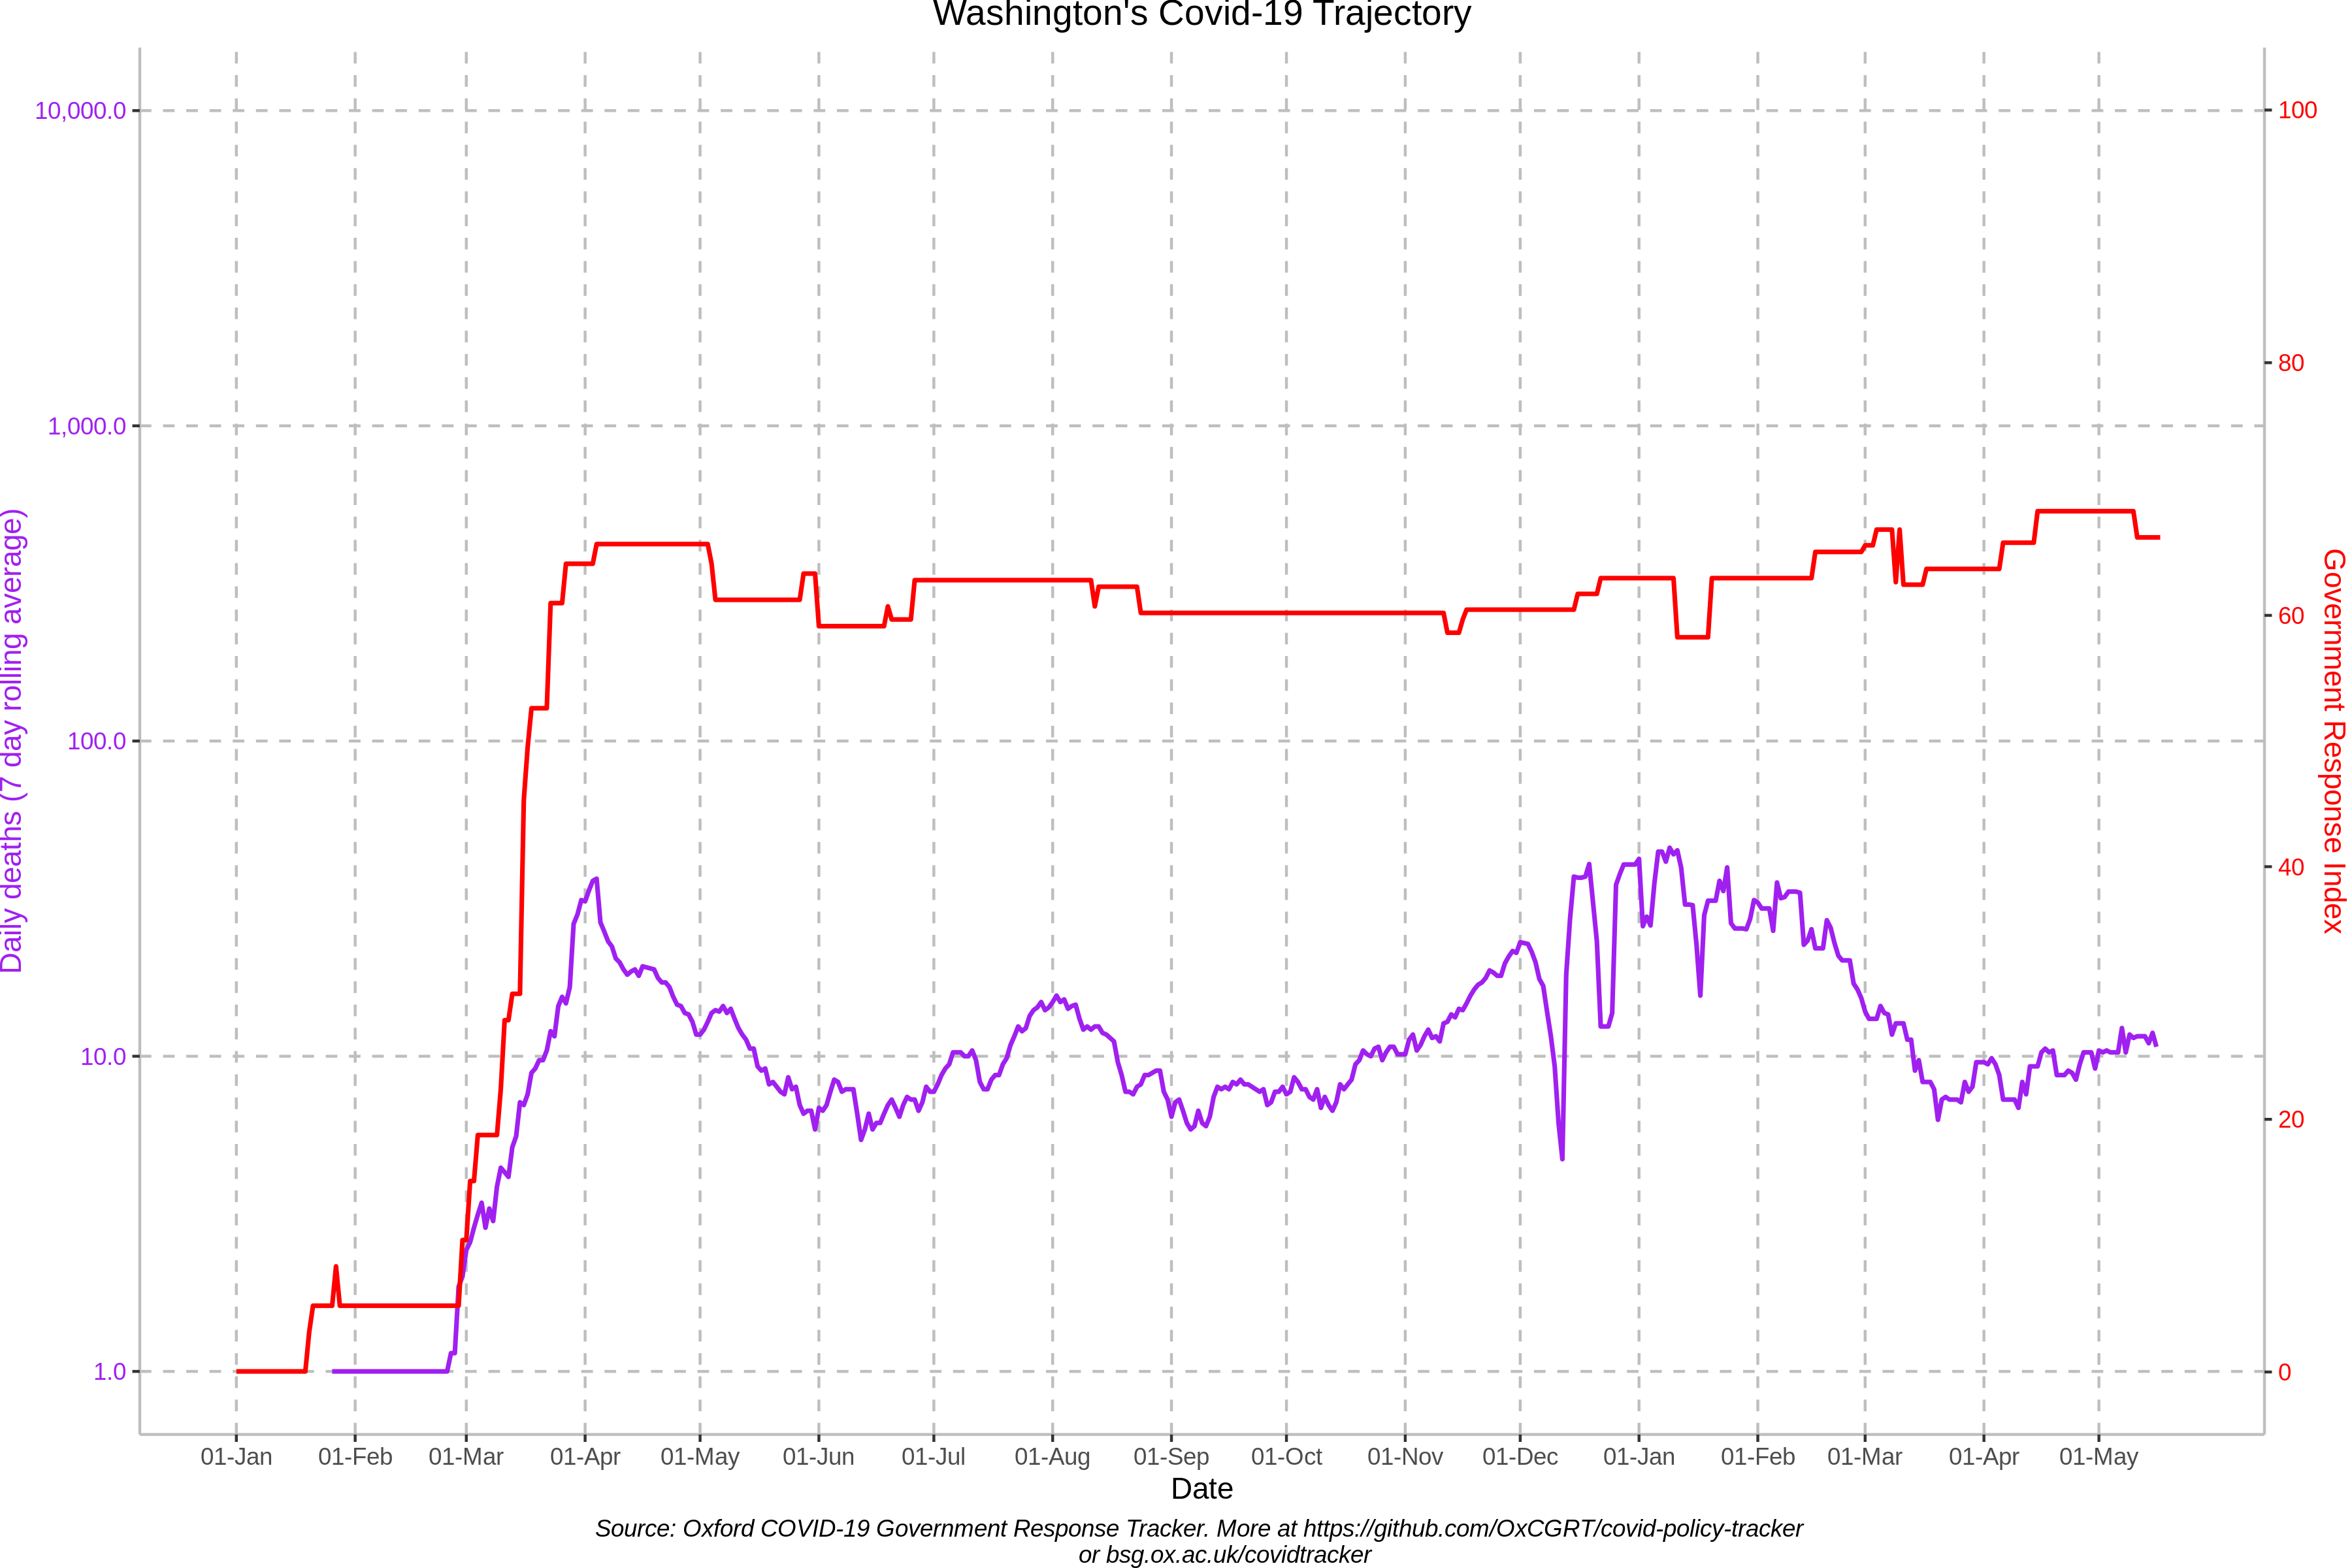 Washington's Covid-19 Trajectory
10,000.0
1,000.0
100.0
10.0
1.0
Daily deaths (7 day rolling average)
100
80
60
40
20
0
Government Response Index
01-Jan 01-Feb 01-Mar 01-Apr 01-May 01-Jun 01-Jul 01-Aug 01-Sep 01-Oct 01-Nov 01-Dec 01-Jan 01-Feb 01-Mar 01-Apr 01-May
Date
Source: Oxford COVID-19 Government Response Tracker. More at https://github.com/OxCGRT/covid-policy-tracker
or bsg.ox.ac.uk/covidtracker